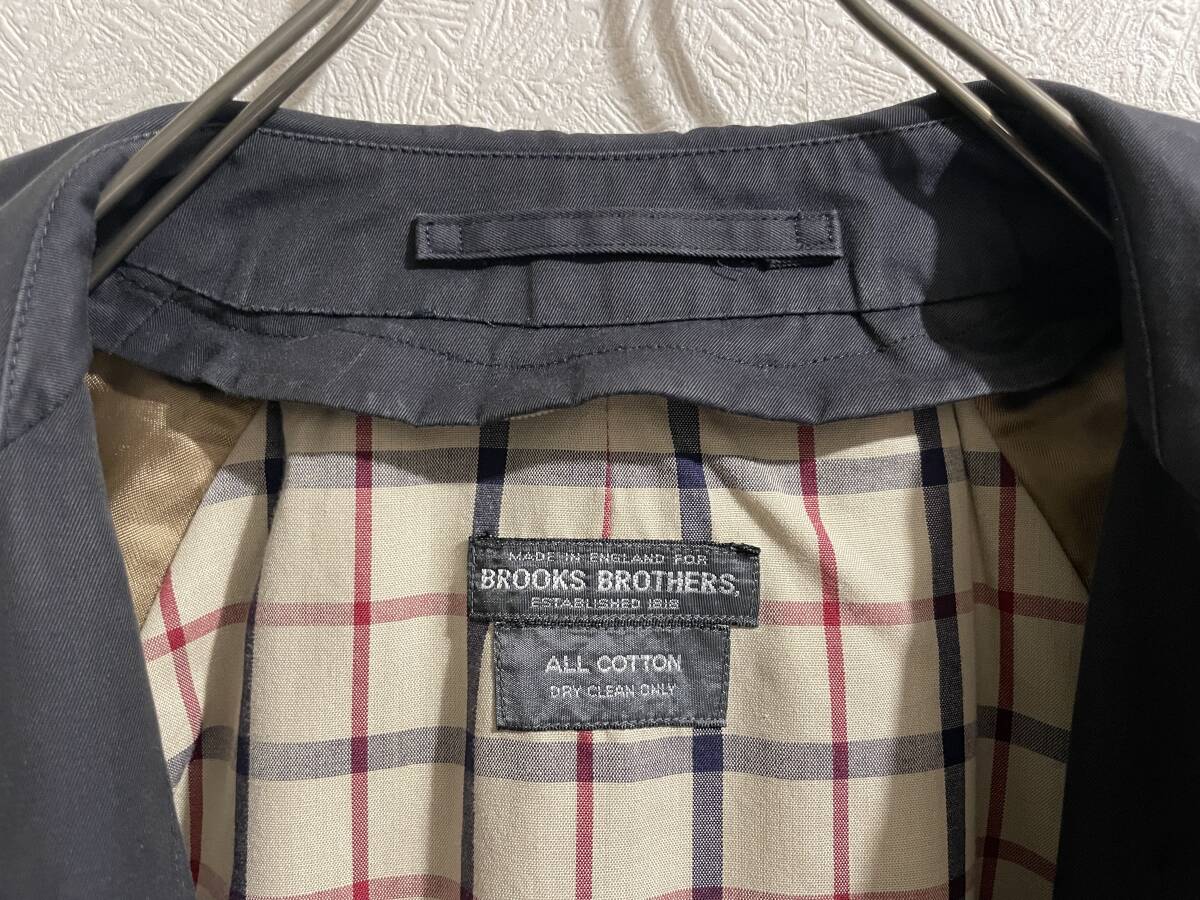 MADE IN ENGLAND FOR
BROOKS BROTHERS,
ESTABLISHED 1818
ALL COTTON
DRY CLEAN ONLY